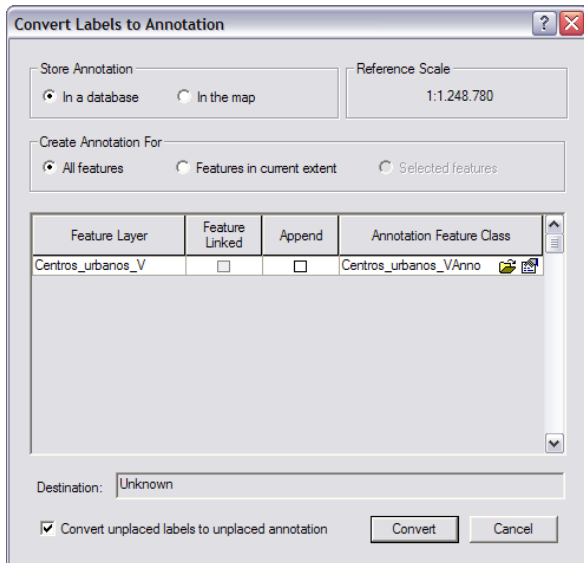 Convert Labels to Annotation
Store Annotation
In a database
In the map
Reference Scale
1:1.248.780
Create Annotation For
All features
Features in current extent
Selected features
Feature Layer
Feature Linked
Append
Annotation Feature Class
Centros_urbanos_V
Centros_urbanos_VAnno
Destination:
Unknown
Convert unplaced labels to unplaced annotation
Convert
Cancel